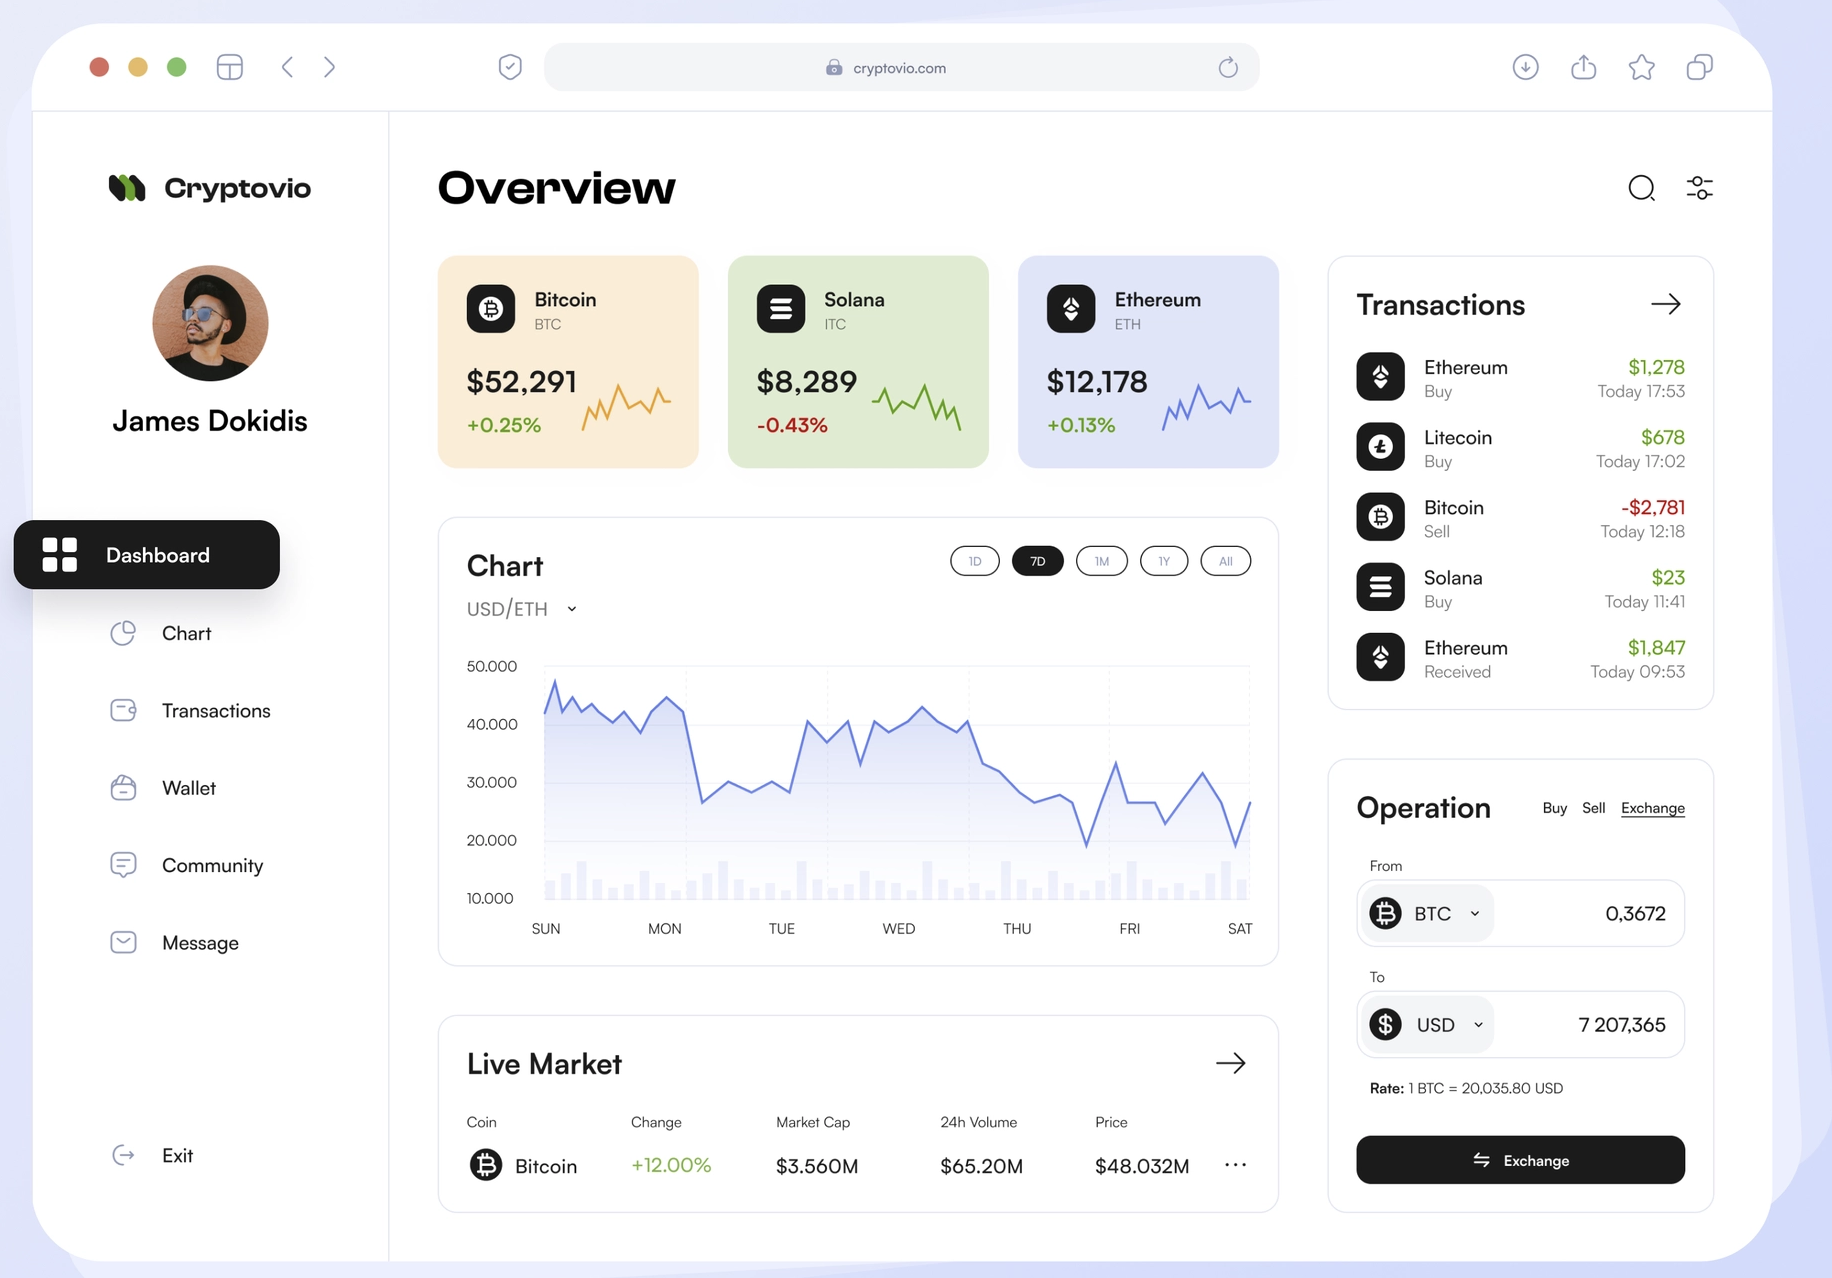 cryptovio.com
Cryptovio
James Dokidis
Dashboard
Chart
Transactions
Wallet
Community
Message
Exit
Overview
Bitcoin
BTC
$52,291
+0.25%
Solana
ITC
$8,289
-0.43%
Ethereum
ETH
$12,178
+0.13%
Chart
1D 7D 1M 1Y All
USD/ETH
50.000
40.000
30.000
20.000
10.000
SUN MON TUE WED THU FRI SAT
Live Market
Coin Change Market Cap 24h Volume Price
Bitcoin +12.00% $3.560M $65.20M $48.032M
Transactions
Ethereum $1,278
Buy Today 17:53
Litecoin $678
Buy Today 17:02
Bitcoin -$2,781
Sell Today 12:18
Solana $23
Buy Today 11:41
Ethereum $1,847
Received Today 09:53
Operation Buy Sell Exchange
From
BTC 0,3672
To
USD 7 207,365
Rate: 1 BTC = 20,035.80 USD
Exchange